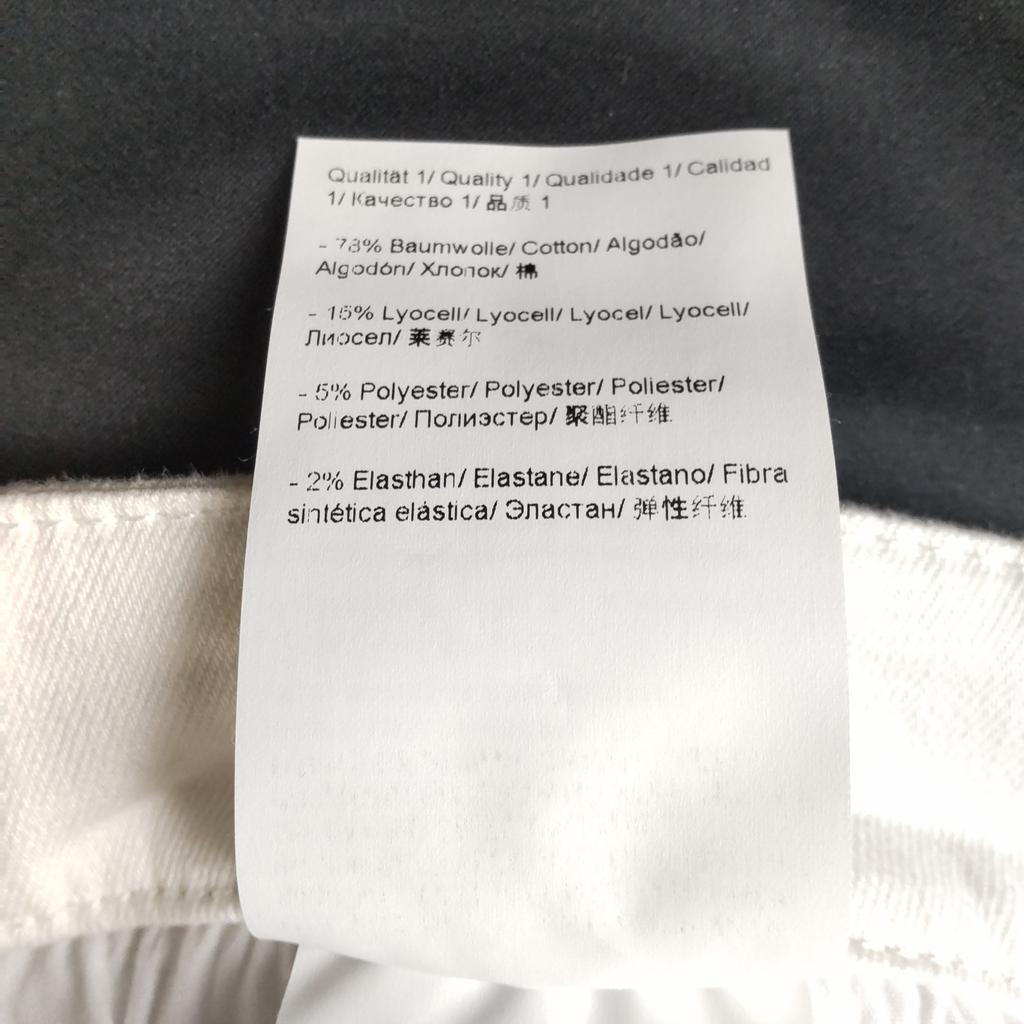 Qualität 1/ Quality 1/ Qualidade 1/ Calidad
1/ Качество 1/ 品质 1
- 78% Baumwolle/ Cotton/ Algodão/
Algodón/ Хлопок/ 棉
- 15% Lyocell/ Lyocell/ Lyocel/ Lyocell/
Лиосел/ 莱赛尔
- 5% Polyester/ Polyester/ Poliester/
Poliester/ Полиэстер/ 聚酯纤维
- 2% Elasthan/ Elastane/ Elastano/ Fibra
sintética elástica/ Эластан/ 弹性纤维